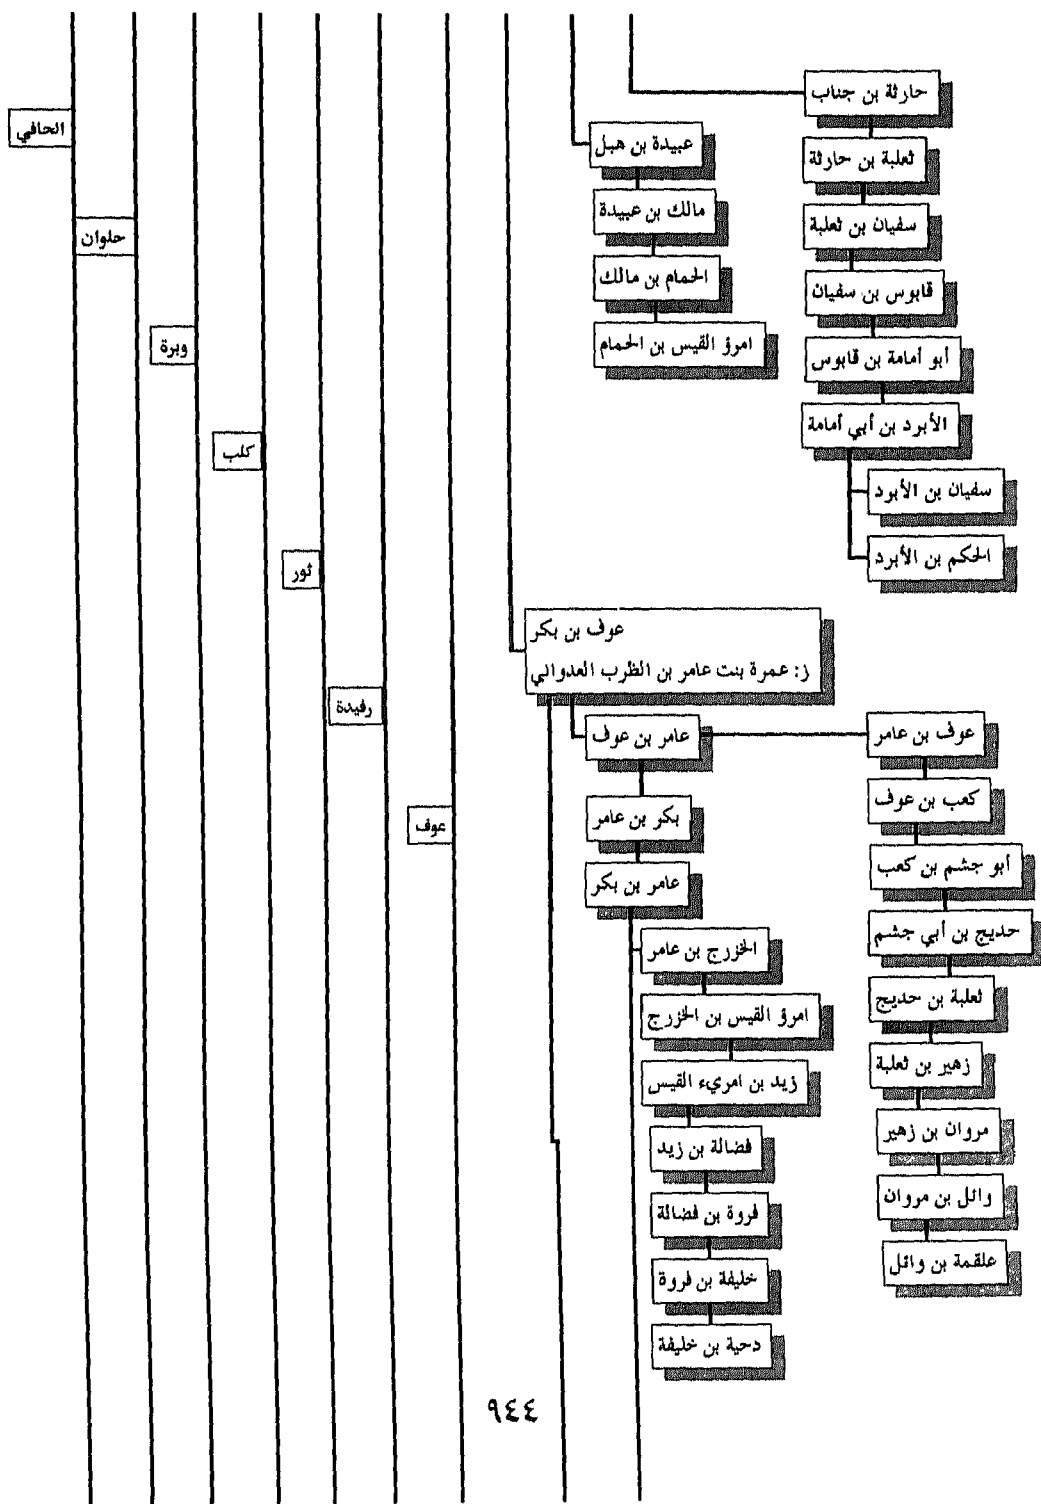 حارثة بن جناب
ثعلبة بن حارثة
سفيان بن ثعلبة
قابوس بن سفيان
أبو أمامة بن قابوس
الأبرد بن أبي أمامة
سفيان بن الأبرد
الحكم بن الأبرد
عبيدة بن هبل
مالك بن عبيدة
الحمام بن مالك
امرؤ القيس بن الحمام
الحافي
حلوان
وبرة
كلب
ثور
رفيدة
عوف
عوف بن بكر
ز: عمرة بنت عامر بن الظرب العدوالي
عوف بن عامر
كعب بن عوف
أبو جشم بن كعب
حديج بن أبي جشم
ثعلبة بن حديج
زهير بن ثعلبة
مروان بن زهير
وائل بن مروان
علقمة بن وائل
عامر بن عوف
بكر بن عامر
عامر بن بكر
الخزرج بن عامر
امرؤ القيس بن الخزرج
زيد بن امريء القيس
فضالة بن زيد
فروة بن فضالة
خليفة بن فروة
دحية بن خليفة
٩٤٤